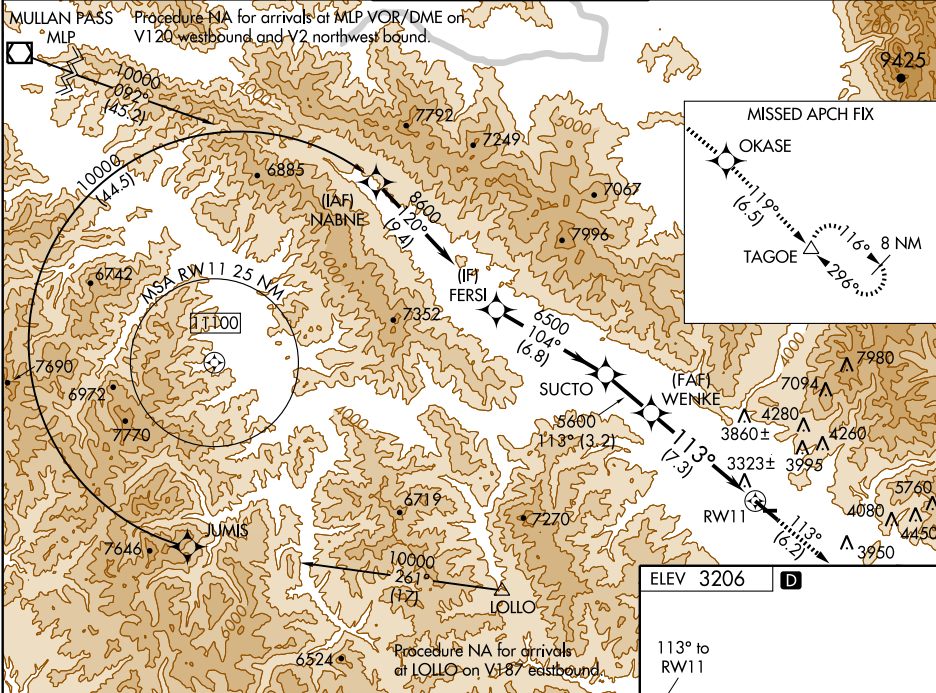 MULLAN PASS
MLP
Procedure NA for arrivals at MLP VOR/DME on
V120 westbound and V2 northwest bound.
10000
092°
(45.2)
4000
7792
7249
5000
9425
MISSED APCH FIX
OKASE
119°
(6.5)
TAGOE
116°
8 NM
296°
10000
(44.5)
6885
(IAF)
NABNE
8600
120°
(9.4)
7067
7996
6742
MSA RW11 25 NM
11100
7352
(IF)
FERSI
6500
104°
(6.8)
SUCTO
5600
113° (3.2)
(FAF)
WENKE
7980
7094
4280
3860±
4260
3995
113°
(7.3)
3323±
RW11
5760
4080
4450
3950
113°
(6.2)
7690
6972
7770
4000
6719
7270
JUMIS
7646
10000
261°
(17)
LOLLO
6524
Procedure NA for arrivals
at LOLLO on V187 eastbound.
ELEV 3206
D
113° to
RW11